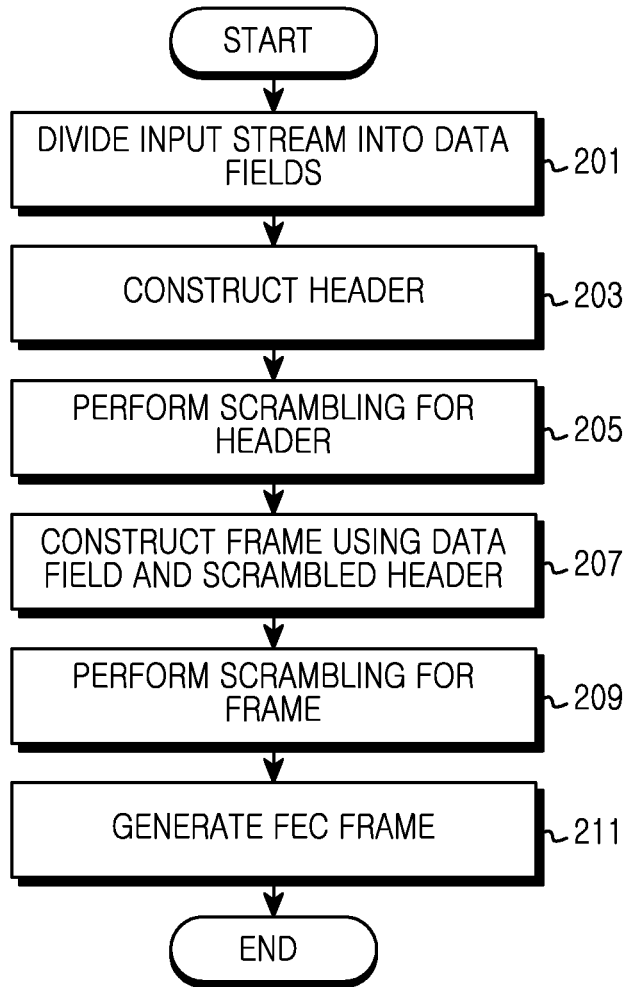 START
DIVIDE INPUT STREAM INTO DATA
FIELDS
201
CONSTRUCT HEADER
203
PERFORM SCRAMBLING FOR
HEADER
205
CONSTRUCT FRAME USING DATA
FIELD AND SCRAMBLED HEADER
207
PERFORM SCRAMBLING FOR
FRAME
209
GENERATE FEC FRAME
211
END